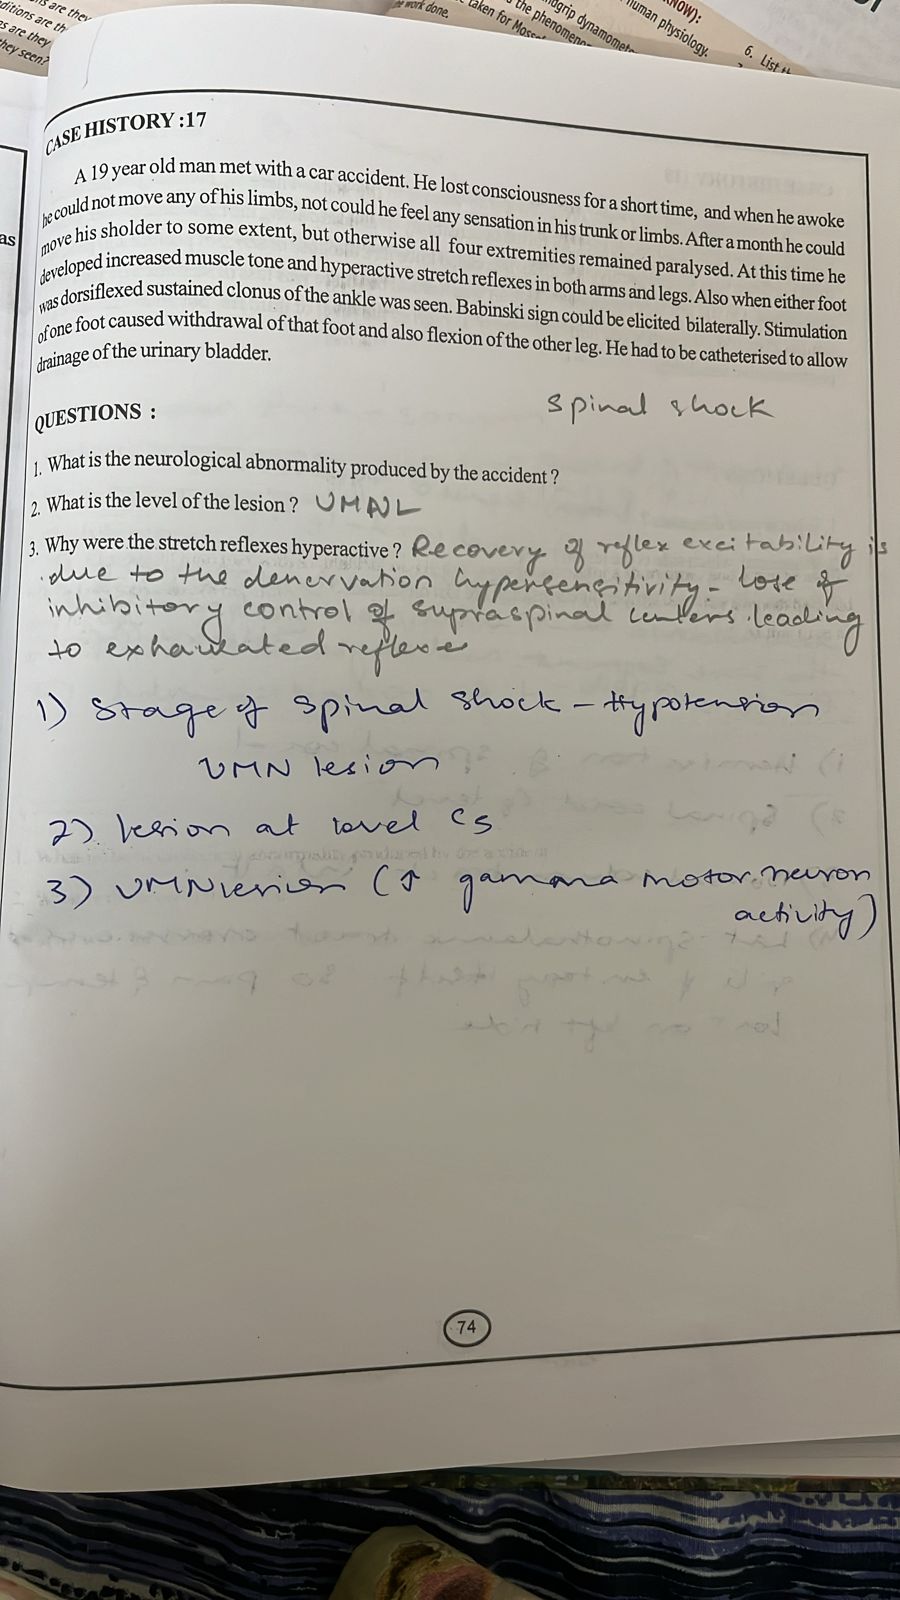 ditions are th
s are they
they seen?
the work done.
taken for Mosso
the phenomenon
dgrip dynamomete
human physiology.
NOW):
6. List
as
CASE HISTORY :17
A 19 year old man met with a car accident. He lost consciousness for a short time, and when he awoke
he could not move any of his limbs, not could he feel any sensation in his trunk or limbs. After a month he could
move his sholder to some extent, but otherwise all four extremities remained paralysed. At this time he
developed increased muscle tone and hyperactive stretch reflexes in both arms and legs. Also when either foot
was dorsiflexed sustained clonus of the ankle was seen. Babinski sign could be elicited bilaterally. Stimulation
of one foot caused withdrawal of that foot and also flexion of the other leg. He had to be catheterised to allow
drainage of the urinary bladder.
Spinal shock
QUESTIONS :
1. What is the neurological abnormality produced by the accident ?
2. What is the level of the lesion ? UMNL
3. Why were the stretch reflexes hyperactive ? Recovery of reflex excitability is
due to the denervation hypersensitivity - lose of
inhibitory control of supraspinal centers leading
to reflexes
1) Stage of spinal shock - Hypotension
UMN lesion
2) lesion at level C5
3) UMN lesion (↑ gamma motor neuron
activity)
74